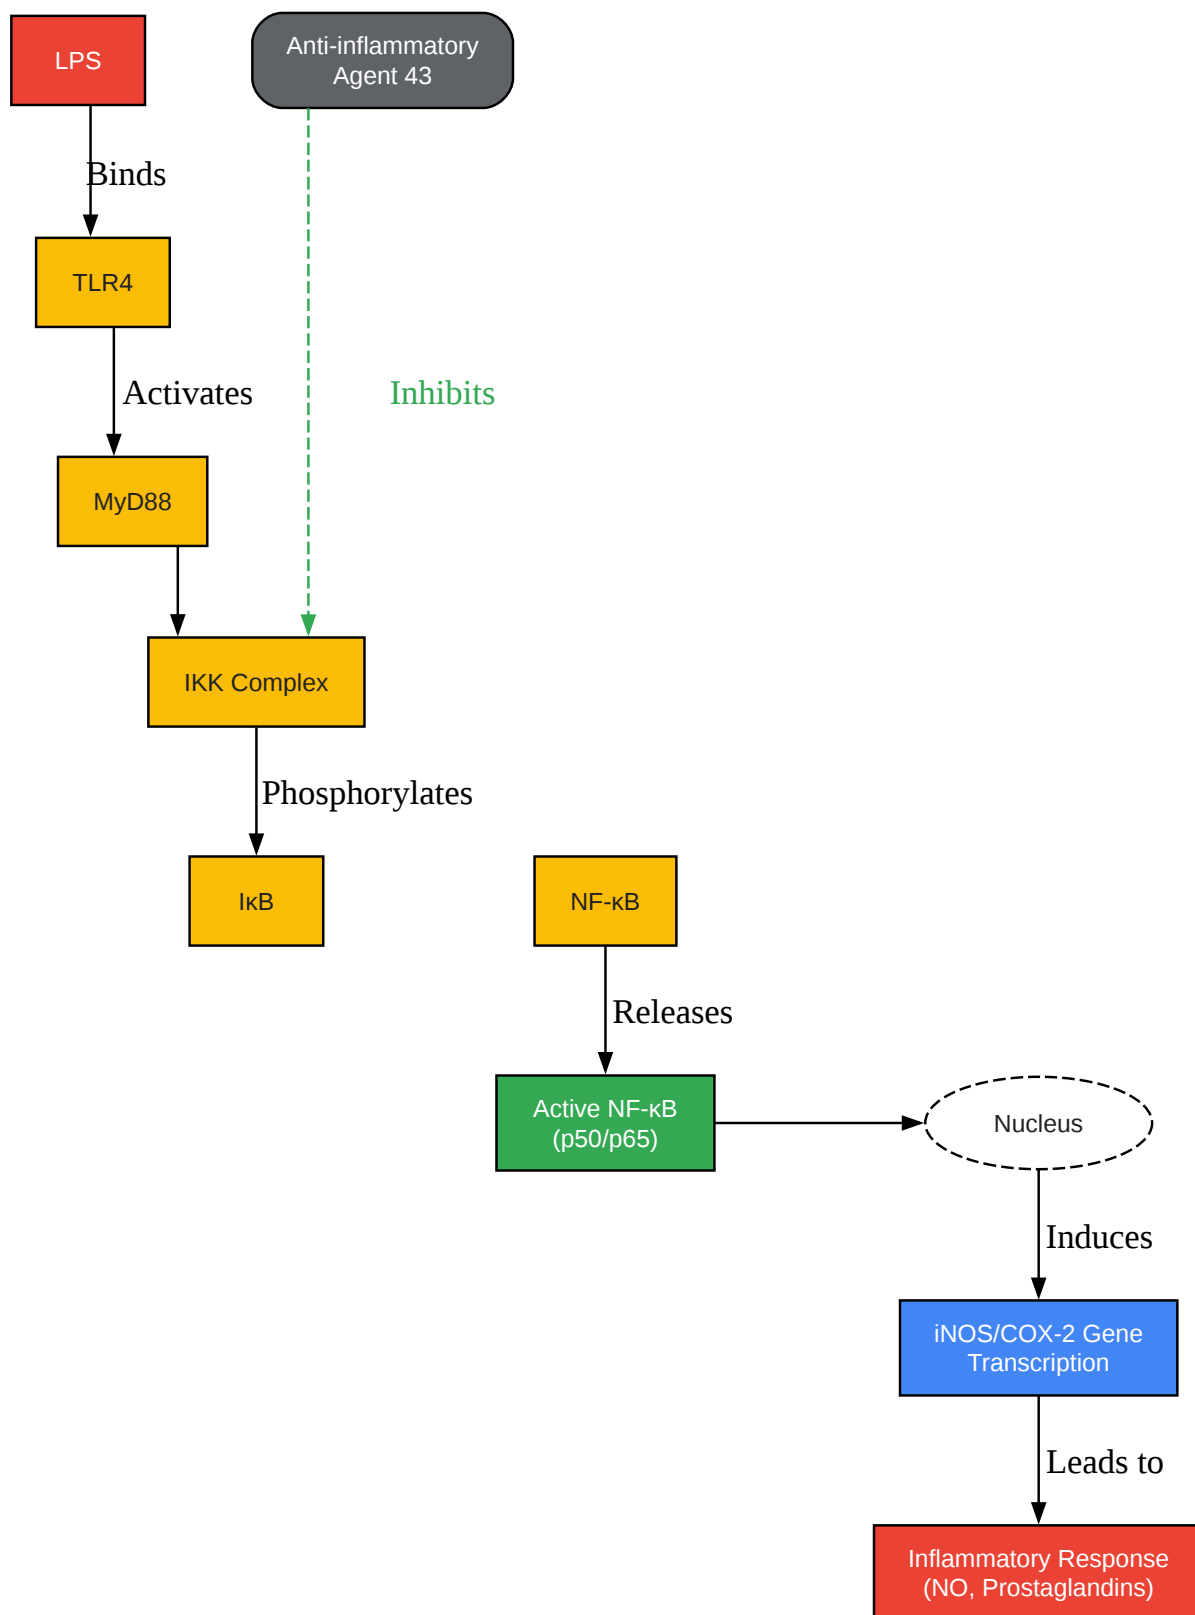 LPS
Anti-inflammatory
Agent 43
Binds
TLR4
Activates
Inhibits
MyD88
IKK Complex
Phosphorylates
IκB
NF-κB
Releases
Active NF-κB
(p50/p65)
Nucleus
Induces
iNOS/COX-2 Gene
Transcription
Leads to
Inflammatory Response
(NO, Prostaglandins)